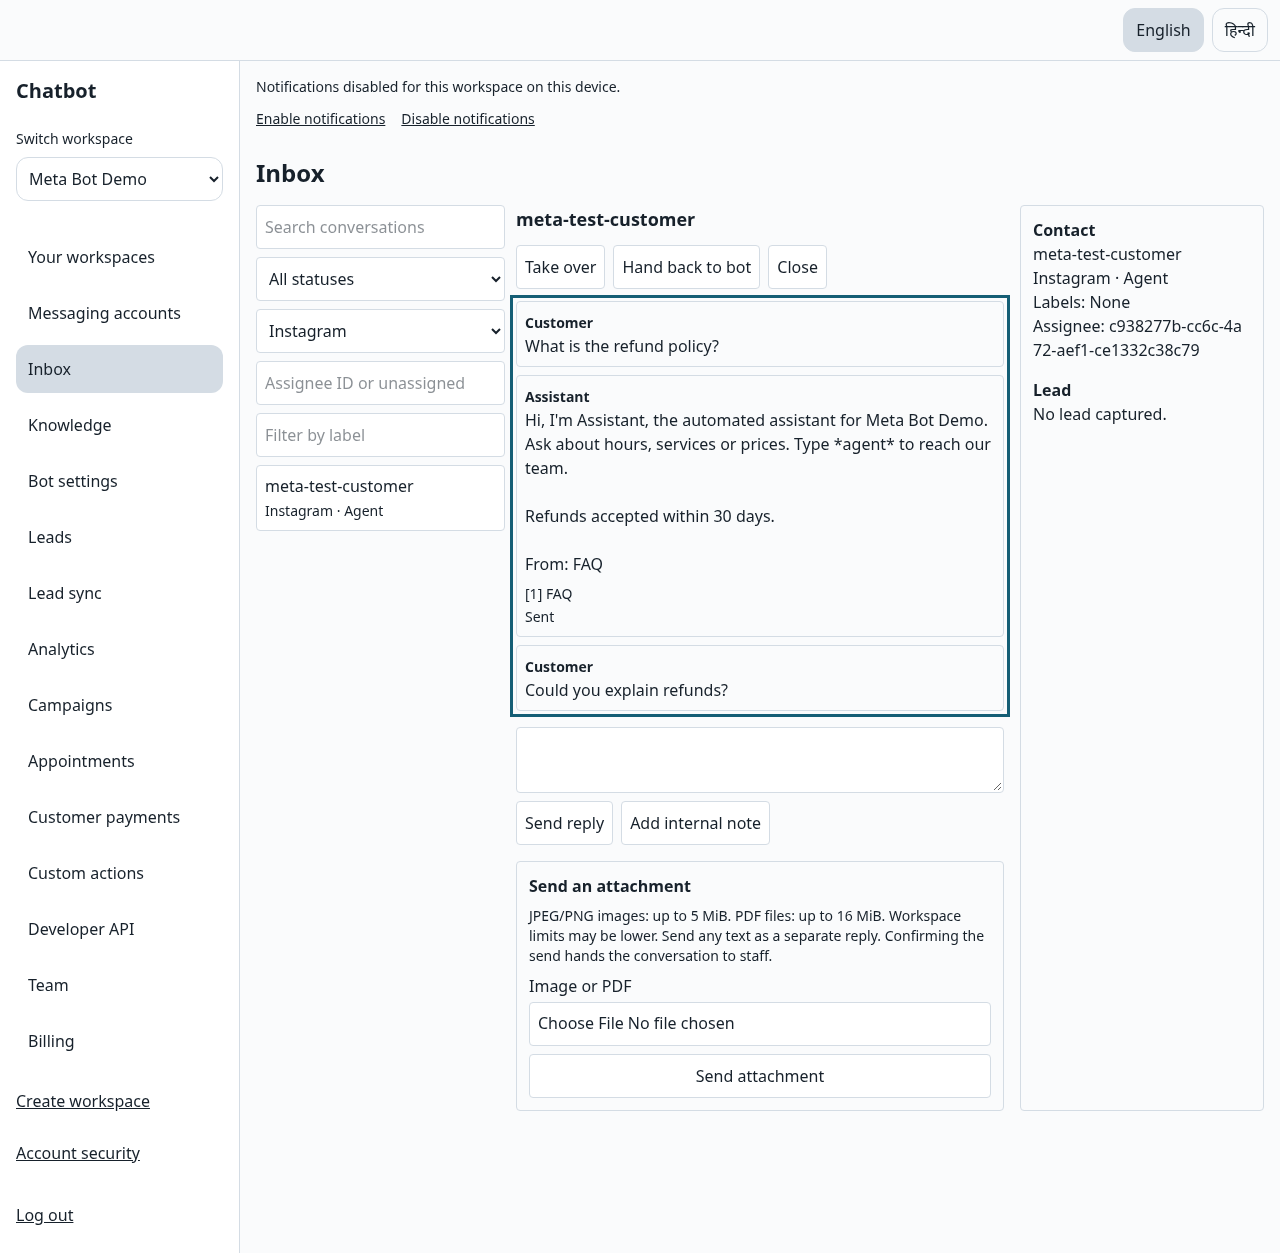 English
हिन्दी
Chatbot
Switch workspace
Meta Bot Demo
Your workspaces
Messaging accounts
Inbox
Knowledge
Bot settings
Leads
Lead sync
Analytics
Campaigns
Appointments
Customer payments
Custom actions
Developer API
Team
Billing
Create workspace
Account security
Log out
Notifications disabled for this workspace on this device.
Enable notifications
Disable notifications
Inbox
Search conversations
All statuses
Instagram
Assignee ID or unassigned
Filter by label
meta-test-customer
Instagram · Agent
meta-test-customer
Take over
Hand back to bot
Close
Customer
What is the refund policy?
Assistant
Hi, I'm Assistant, the automated assistant for Meta Bot Demo.
Ask about hours, services or prices. Type *agent* to reach our
team.
Refunds accepted within 30 days.
From: FAQ
[1] FAQ
Sent
Customer
Could you explain refunds?
Send reply
Add internal note
Send an attachment
JPEG/PNG images: up to 5 MiB. PDF files: up to 16 MiB. Workspace
limits may be lower. Send any text as a separate reply. Confirming the
send hands the conversation to staff.
Image or PDF
Choose File No file chosen
Send attachment
Contact
meta-test-customer
Instagram · Agent
Labels: None
Assignee: c938277b-cc6c-4a
72-aef1-ce1332c38c79
Lead
No lead captured.